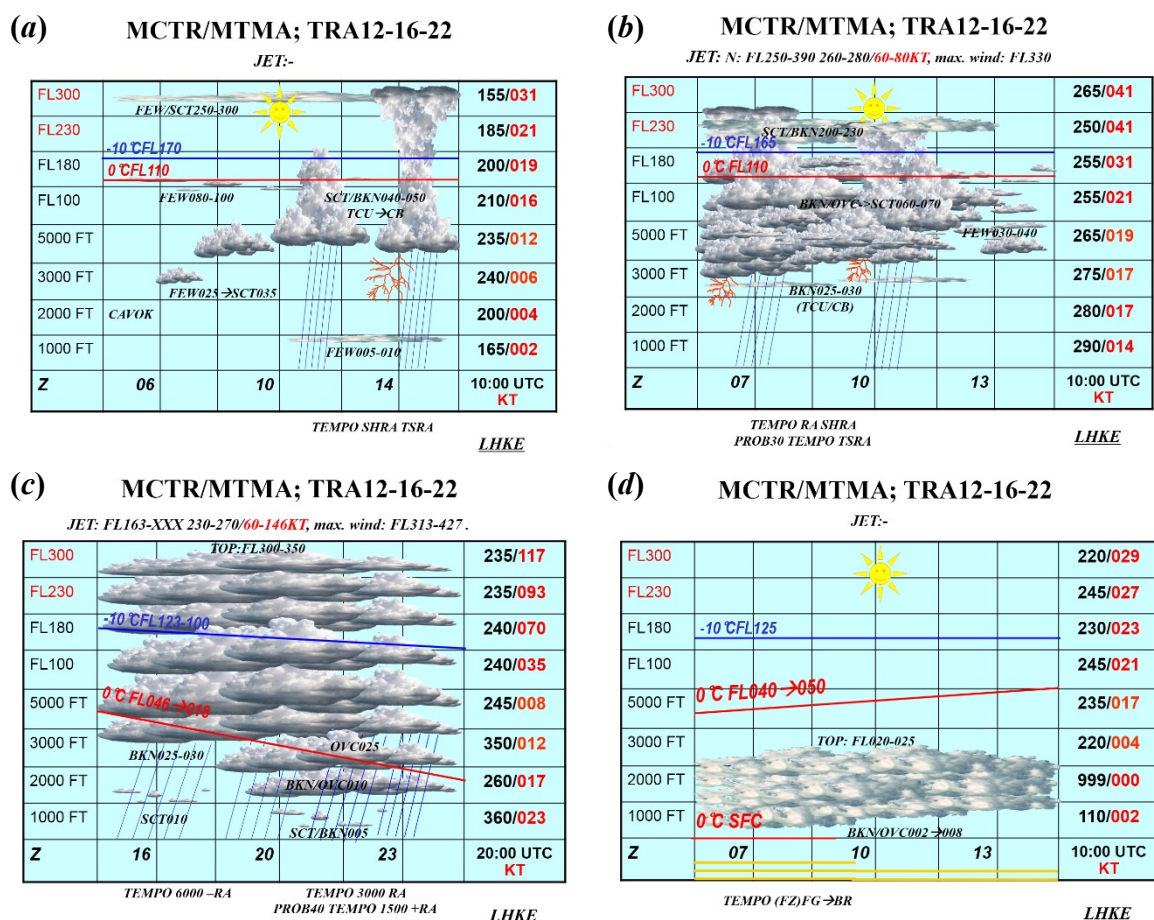 (a)
MCTR/MTMA; TRA12-16-22
JET:-
FL300 FEW/SCT250-300 155/031
FL230 185/021
-10℃FL170
FL180 200/019
0℃FL110
FEW080-100 SCT/BKN040-050
FL100 TCU→CB 210/016
5000 FT 235/012
3000 FT 240/006
FEW025→SCT035
2000 FT CAVOK 200/004
1000 FT FEW005-010 165/002
Z 06 10 14 10:00 UTC
KT
TEMPO SHRA TSRA
LHKE
(b)
MCTR/MTMA; TRA12-16-22
JET: N: FL250-390 260-280/60-80KT, max. wind: FL330
FL300 265/041
FL230 SCT/BKN200-230 250/041
-10℃FL165
FL180 255/031
0℃ FL110
FL100 BKN/OVC->SCT060-070 255/021
5000 FT FEW030-040 265/019
3000 FT 275/017
BKN025-030
(TCU/CB)
2000 FT 280/017
1000 FT 290/014
Z 07 10 13 10:00 UTC
KT
TEMPO RA SHRA
PROB30 TEMPO TSRA
LHKE
(c)
MCTR/MTMA; TRA12-16-22
JET: FL163-XXX 230-270/60-146KT, max. wind: FL313-427 .
TOP:FL300-350
FL300 235/117
FL230 235/093
FL180 -10℃FL123-100 240/070
FL100 240/035
0℃ FL046→018
5000 FT 245/008
3000 FT 350/012
BKN025-030 OVC025
2000 FT BKN/OVC010 260/017
1000 FT SCT010 360/023
SCT/BKN005
Z 16 20 23 20:00 UTC
KT
TEMPO 6000 –RA TEMPO 3000 RA
PROB40 TEMPO 1500 +RA
LHKE
(d)
MCTR/MTMA; TRA12-16-22
JET:-
FL300 220/029
FL230 245/027
FL180 -10℃FL125 230/023
FL100 245/021
0℃ FL040→050
5000 FT 235/017
3000 FT TOP: FL020-025 220/004
2000 FT 999/000
1000 FT 110/002
0℃ SFC BKN/OVC002→008
Z 07 10 13 10:00 UTC
KT
TEMPO (FZ)FG→BR
LHKE